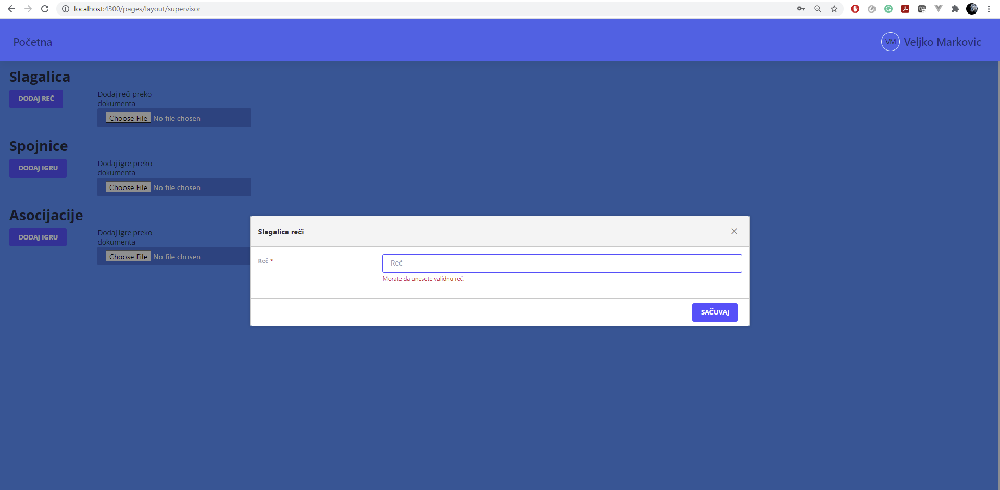 localhost:4300/pages/layout/supervisor
Početna
VM Veljko Markovic
Slagalica
DODAJ REČ
Dodaj reči preko
dokumenta
Choose File No file chosen
Spojnice
DODAJ IGRU
Dodaj igre preko
dokumenta
Choose File No file chosen
Asocijacije
DODAJ IGRU
Dodaj igre preko
dokumenta
Choose File No file chosen
Slagalica reči
Reč *
Reč
Morate da unesete validnu reč.
SAČUVAJ